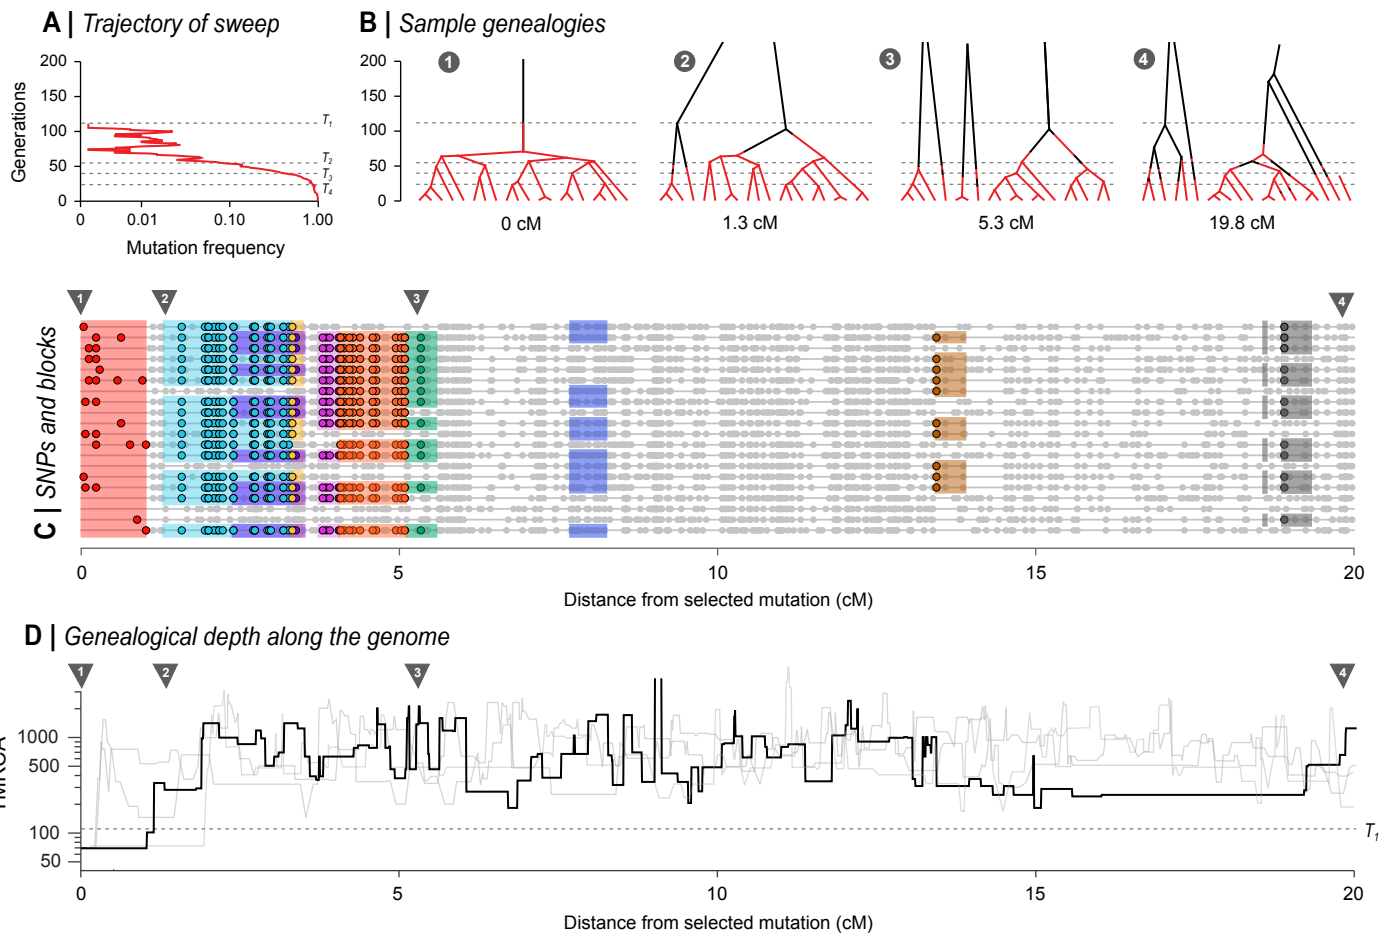 A | Trajectory of sweep
B | Sample genealogies
Generations
200
150
100
50
0
T1
T2
T3
T4
0
0.01
0.10
1.00
Mutation frequency
200
150
100
50
0
1
2
3
4
0 cM
1.3 cM
5.3 cM
19.8 cM
C | SNPs and blocks
1
2
3
4
0
5
10
15
20
Distance from selected mutation (cM)
D | Genealogical depth along the genome
1
2
3
4
TMRCA
1000
500
100
50
T1
0
5
10
15
20
Distance from selected mutation (cM)